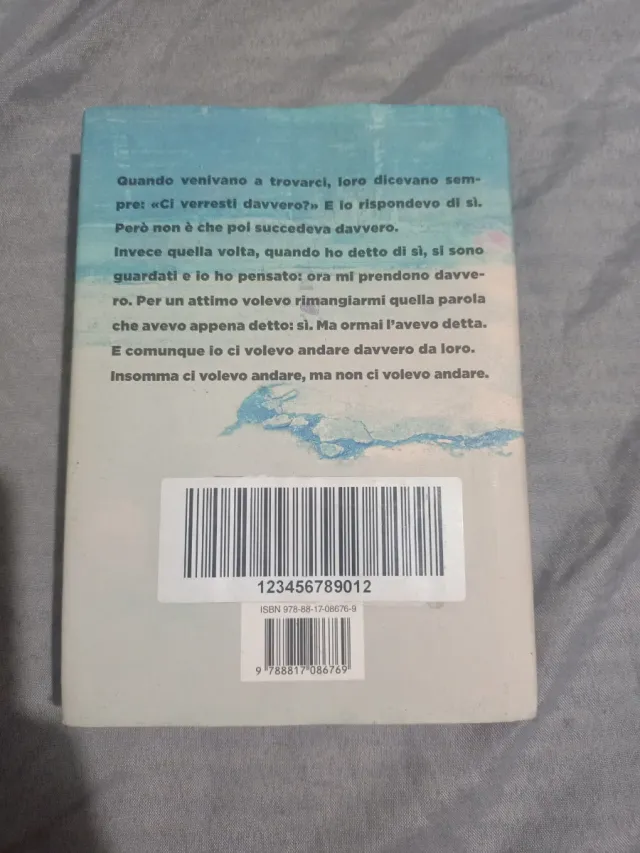 Quando venivano a trovarci, loro dicevano sem-
pre: «Ci verresti davvero?» E io rispondevo di sì.
Però non è che poi succedeva davvero.
Invece quella volta, quando ho detto di sì, si sono
guardati e io ho pensato: ora mi prendono davve-
ro. Per un attimo volevo rimangiarmi quella parola
che avevo appena detto: sì. Ma ormai l'avevo detta.
E comunque io ci volevo andare davvero da loro.
Insomma ci volevo andare, ma non ci volevo andare.
123456789012
ISBN 978-88-17-08676-9
9 788817 086769